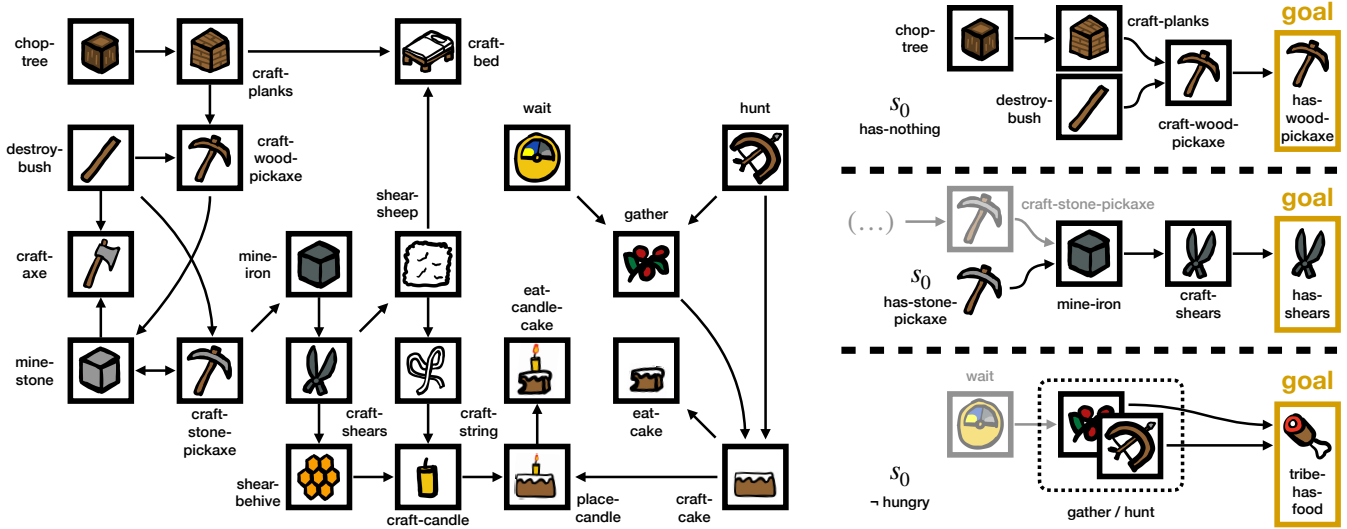 chop-
tree
craft-
planks
craft-
bed
destroy-
bush
craft-
wood-
pickaxe
wait
hunt
shear-
sheep
gather
craft-
axe
mine-
iron
eat-
candle-
cake
mine-
stone
craft-
stone-
pickaxe
craft-
shears
craft-
string
eat-
cake
shear-
behive
craft-candle
place-
candle
craft-
cake
goal
chop-
tree
craft-planks
s0
has-nothing
destroy-
bush
craft-wood-
pickaxe
has-
wood-
pickaxe
goal
(...)
craft-stone-pickaxe
s0
has-stone-
pickaxe
mine-iron
craft-
shears
has-
shears
goal
wait
s0
¬ hungry
gather / hunt
tribe-
has-
food